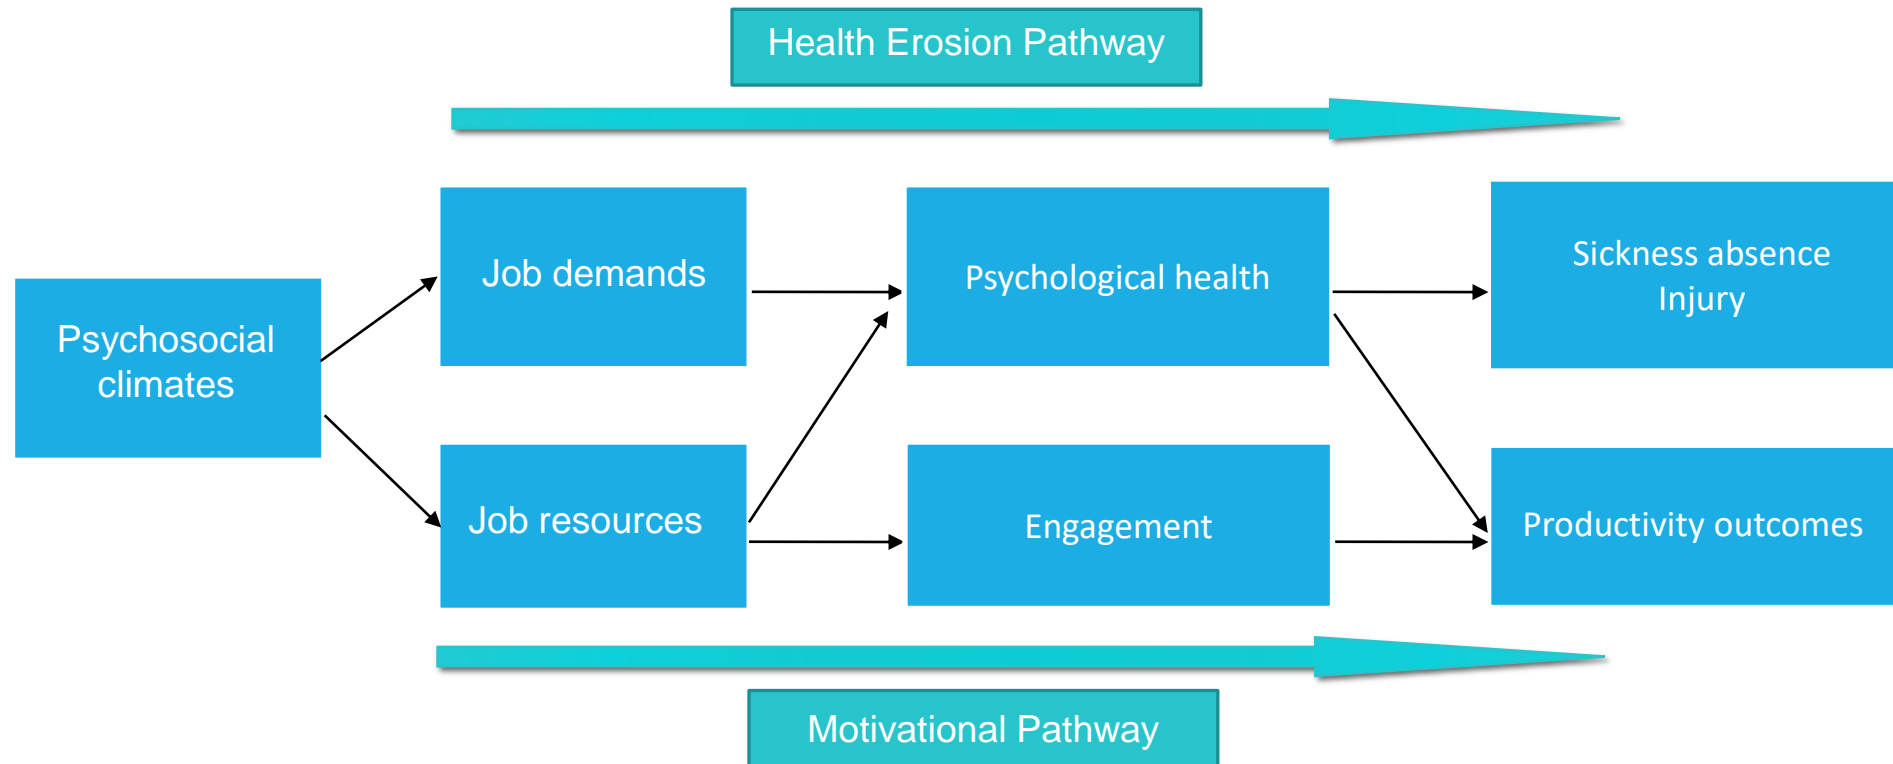 Health Erosion Pathway
Psychosocial
climates
Job demands
Psychological health
Sickness absence
Injury
Job resources
Engagement
Productivity outcomes
Motivational Pathway